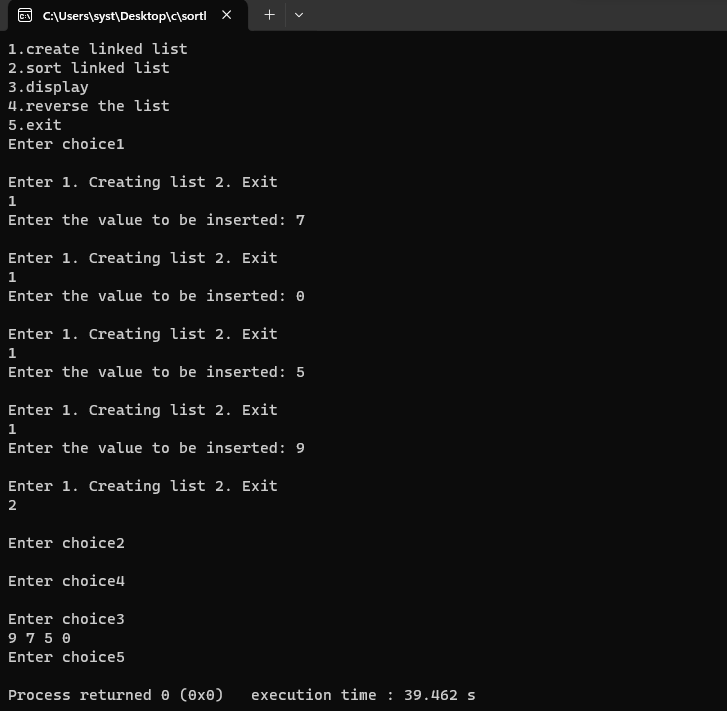 C:\Users\syst\Desktop\c\sortl
1.create linked list
2.sort linked list
3.display
4.reverse the list
5.exit
Enter choice1
Enter 1. Creating list 2. Exit
1
Enter the value to be inserted: 7
Enter 1. Creating list 2. Exit
1
Enter the value to be inserted: 0
Enter 1. Creating list 2. Exit
1
Enter the value to be inserted: 5
Enter 1. Creating list 2. Exit
1
Enter the value to be inserted: 9
Enter 1. Creating list 2. Exit
2
Enter choice2
Enter choice4
Enter choice3
9 7 5 0
Enter choice5
Process returned 0 (0x0)   execution time : 39.462 s